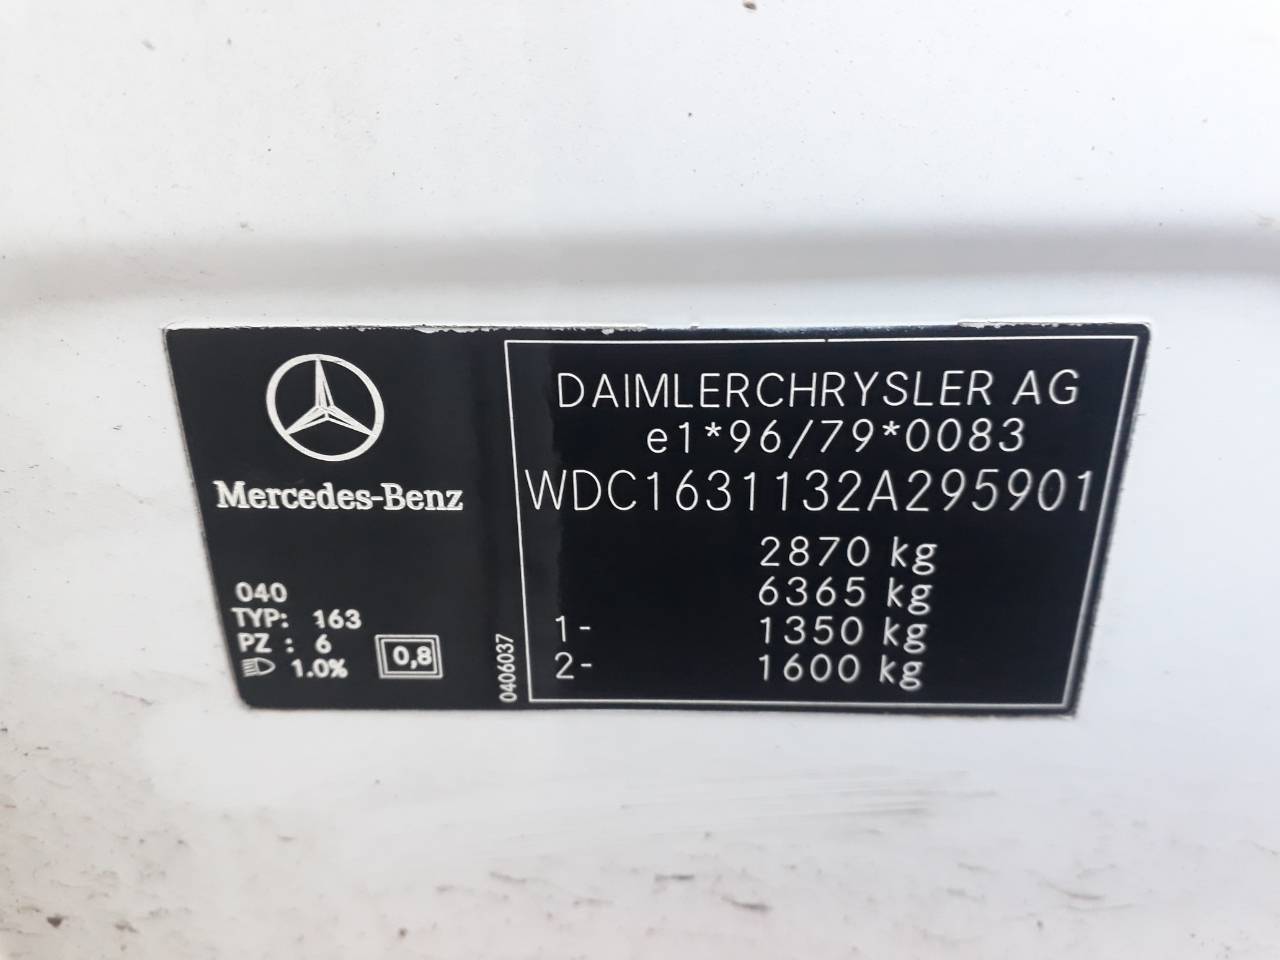 Mercedes-Benz
040
TYP: 163
PZ : 6
1.0%
0,8
0406037
DAIMLERCHRYSLER AG
e1*96/79*0083
WDC1631132A295901
2870 kg
6365 kg
1- 1350 kg
2- 1600 kg